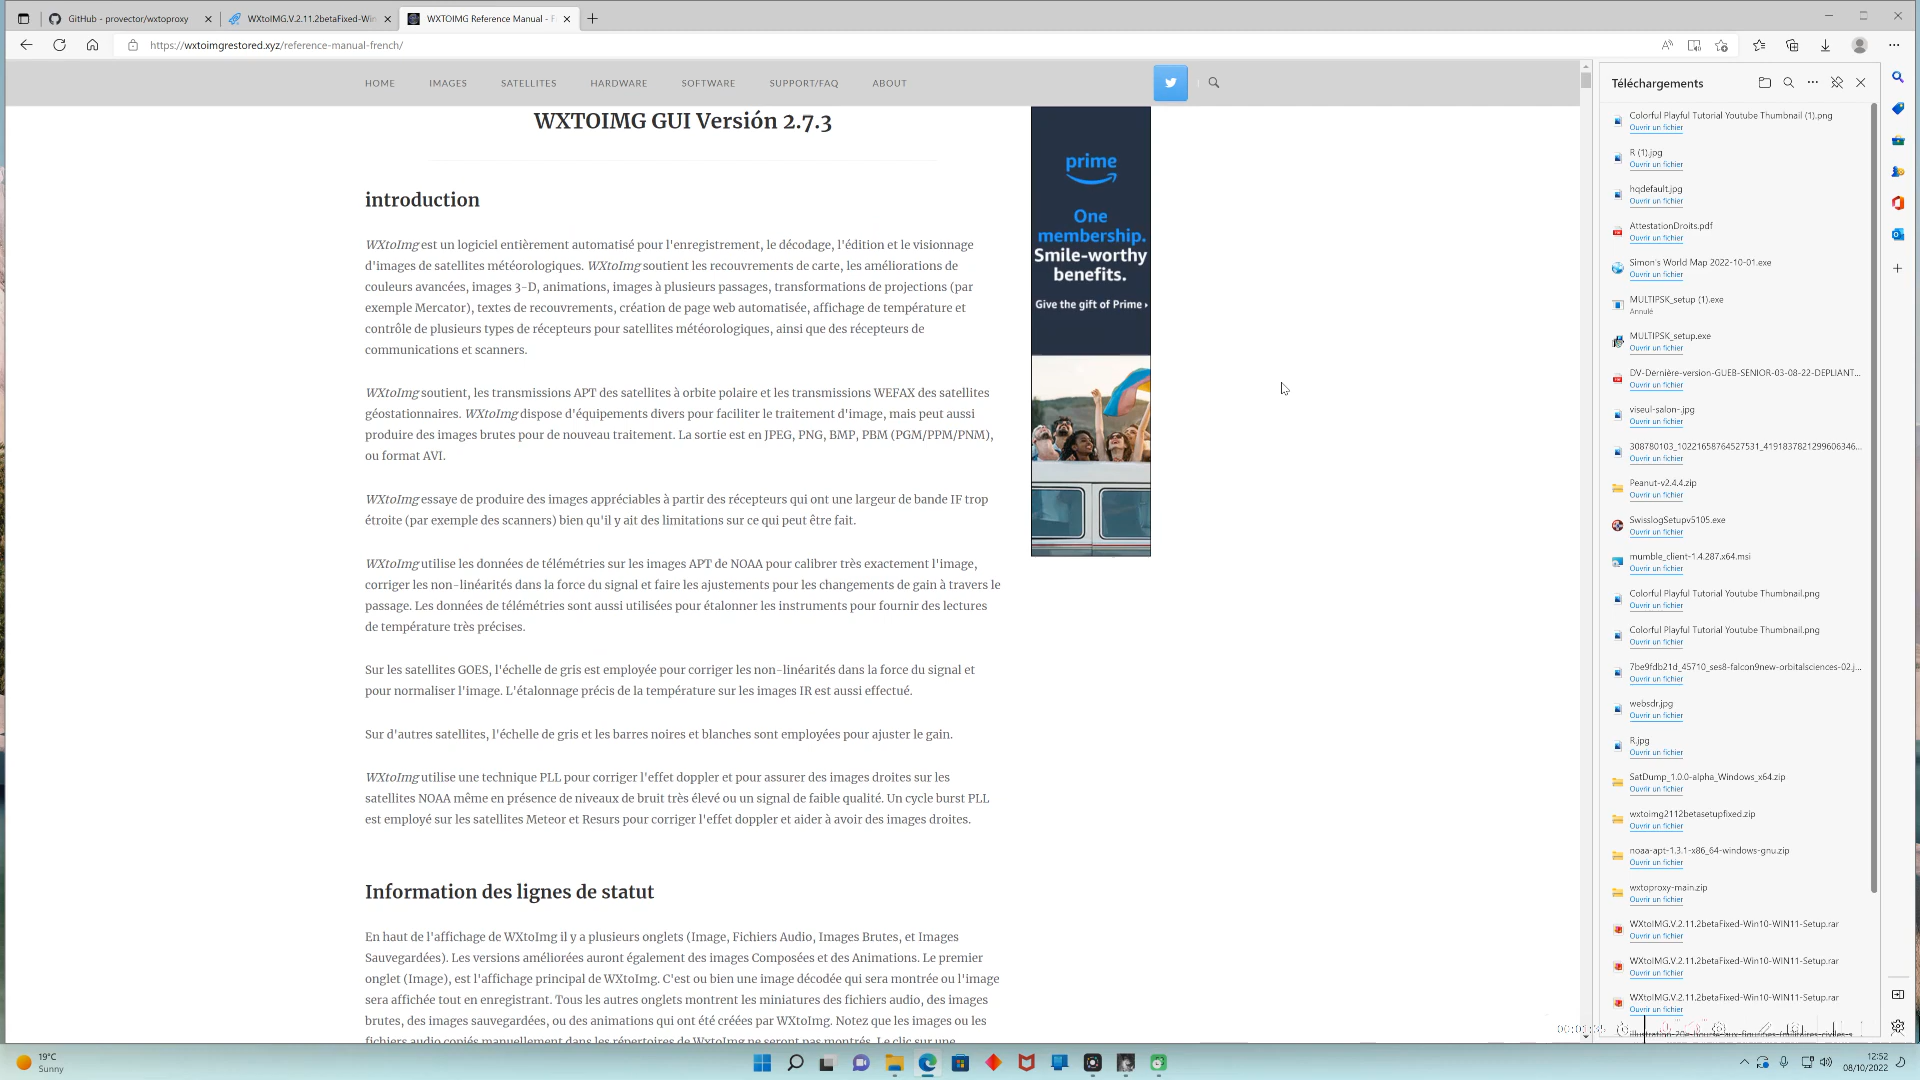 GitHub - provector/wxtoproxy
WXtoIMG.V.2.11.2betaFixed-Win
WXTOIMG Reference Manual - F
https://wxtoimgrestored.xyz/reference-manual-french/
HOME IMAGES SATELLITES HARDWARE SOFTWARE SUPPORT/FAQ ABOUT
WXTOIMG GUI Versión 2.7.3
introduction
WXtoImg est un logiciel entièrement automatisé pour l'enregistrement, le décodage, l'édition et le visionnage
d'images de satellites météorologiques. WXtoImg soutient les recouvrements de carte, les améliorations de
couleurs avancées, images 3-D, animations, images à plusieurs passages, transformations de projections (par
exemple Mercator), textes de recouvrements, création de page web automatisée, affichage de température et
contrôle de plusieurs types de récepteurs pour satellites météorologiques, ainsi que des récepteurs de
communications et scanners.
WXtoImg soutient, les transmissions APT des satellites à orbite polaire et les transmissions WEFAX des satellites
géostationnaires. WXtoImg dispose d'équipements divers pour faciliter le traitement d'image, mais peut aussi
produire des images brutes pour de nouveau traitement. La sortie est en JPEG, PNG, BMP, PBM (PGM/PPM/PNM),
ou format AVI.
WXtoImg essaye de produire des images appréciables à partir des récepteurs qui ont une largeur de bande IF trop
étroite (par exemple des scanners) bien qu'il y ait des limitations sur ce qui peut être fait.
WXtoImg utilise les données de télémétries sur les images APT de NOAA pour calibrer très exactement l'image,
corriger les non-linéarités dans la force du signal et faire les ajustements pour les changements de gain à travers le
passage. Les données de télémétries sont aussi utilisées pour étalonner les instruments pour fournir des lectures
de température très précises.
Sur les satellites GOES, l'échelle de gris est employée pour corriger les non-linéarités dans la force du signal et
pour normaliser l'image. L'étalonnage précis de la température sur les images IR est aussi effectué.
Sur d'autres satellites, l'échelle de gris et les barres noires et blanches sont employées pour ajuster le gain.
WXtoImg utilise une technique PLL pour corriger l'effet doppler et pour assurer des images droites sur les
satellites NOAA même en présence de niveaux de bruit très élevé ou un signal de faible qualité. Un cycle burst PLL
est employé sur les satellites Meteor et Resurs pour corriger l'effet doppler et aider à avoir des images droites.
Information des lignes de statut
En haut de l'affichage de WXtoImg il y a plusieurs onglets (Image, Fichiers Audio, Images Brutes, et Images
Sauvegardées). Les versions améliorées auront également des images Composées et des Animations. Le premier
onglet (Image), est l'affichage principal de WXtoImg. C'est ou bien une image décodée qui sera montrée ou l'image
sera affichée tout en enregistrant. Tous les autres onglets montrent les miniatures des fichiers audio, des images
brutes, des images sauvegardées, ou des animations qui ont été créées par WXtoImg. Notez que les images ou les
fichiers audio copiés manuellement dans les répertoires de WXtoImg ne seront pas montrés. Le clic sur une
prime
One
membership.
Smile-worthy
benefits.
Give the gift of Prime
Téléchargements
Colorful Playful Tutorial Youtube Thumbnail (1).png
Ouvrir un fichier
R (1).jpg
Ouvrir un fichier
hqdefault.jpg
Ouvrir un fichier
AttestationDroits.pdf
Ouvrir un fichier
Simon's World Map 2022-10-01.exe
Ouvrir un fichier
MULTIPSK_setup (1).exe
Annulé
MULTIPSK_setup.exe
Ouvrir un fichier
DV-Dernière-version-GUEB-SENIOR-03-08-22-DEPLIANT...
Ouvrir un fichier
viseul-salon-.jpg
Ouvrir un fichier
308780103_10221658764527531_4191837821299606346...
Ouvrir un fichier
Peanut-v2.4.4.zip
Ouvrir un fichier
SwisslogSetupv5105.exe
Ouvrir un fichier
mumble_client-1.4.287.x64.msi
Ouvrir un fichier
Colorful Playful Tutorial Youtube Thumbnail.png
Ouvrir un fichier
Colorful Playful Tutorial Youtube Thumbnail.png
Ouvrir un fichier
7be9fdb21d_45710_ses8-falcon9new-orbitalsciences-02.j...
Ouvrir un fichier
websdr.jpg
Ouvrir un fichier
R.jpg
Ouvrir un fichier
SatDump_1.0.0-alpha_Windows_x64.zip
Ouvrir un fichier
wxtoimg2112betasetupfixed.zip
Ouvrir un fichier
noaa-apt-1.3.1-x86_64-windows-gnu.zip
Ouvrir un fichier
wxtoproxy-main.zip
Ouvrir un fichier
WXtoIMG.V.2.11.2betaFixed-Win10-WIN11-Setup.rar
Ouvrir un fichier
WXtoIMG.V.2.11.2betaFixed-Win10-WIN11-Setup.rar
Ouvrir un fichier
WXtoIMG.V.2.11.2betaFixed-Win10-WIN11-Setup.rar
Ouvrir un fichier
19°C
Sunny
12:52
08/10/2022